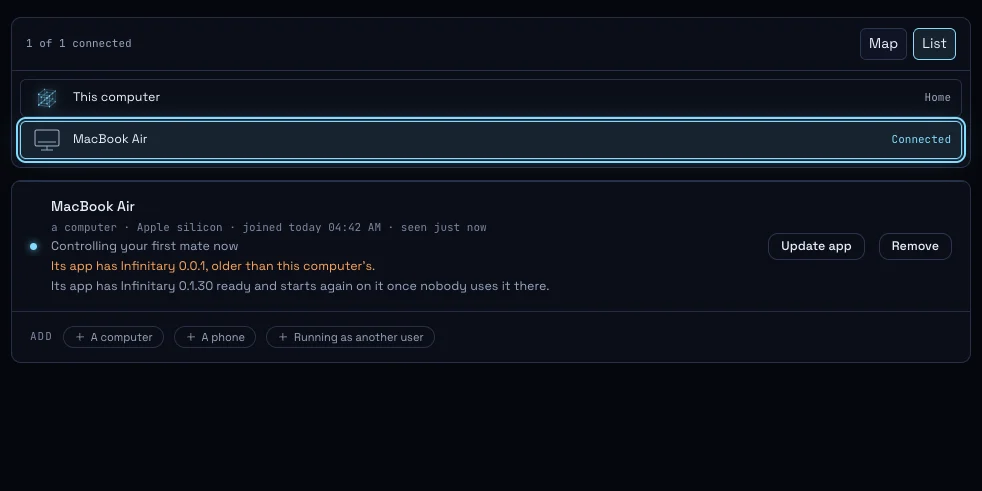 1 of 1 connected
Map
List
This computer
Home
MacBook Air
Connected
MacBook Air
a computer · Apple silicon · joined today 04:42 AM · seen just now
Controlling your first mate now
Its app has Infinitary 0.0.1, older than this computer's.
Its app has Infinitary 0.1.30 ready and starts again on it once nobody uses it there.
Update app
Remove
ADD
+ A computer
+ A phone
+ Running as another user